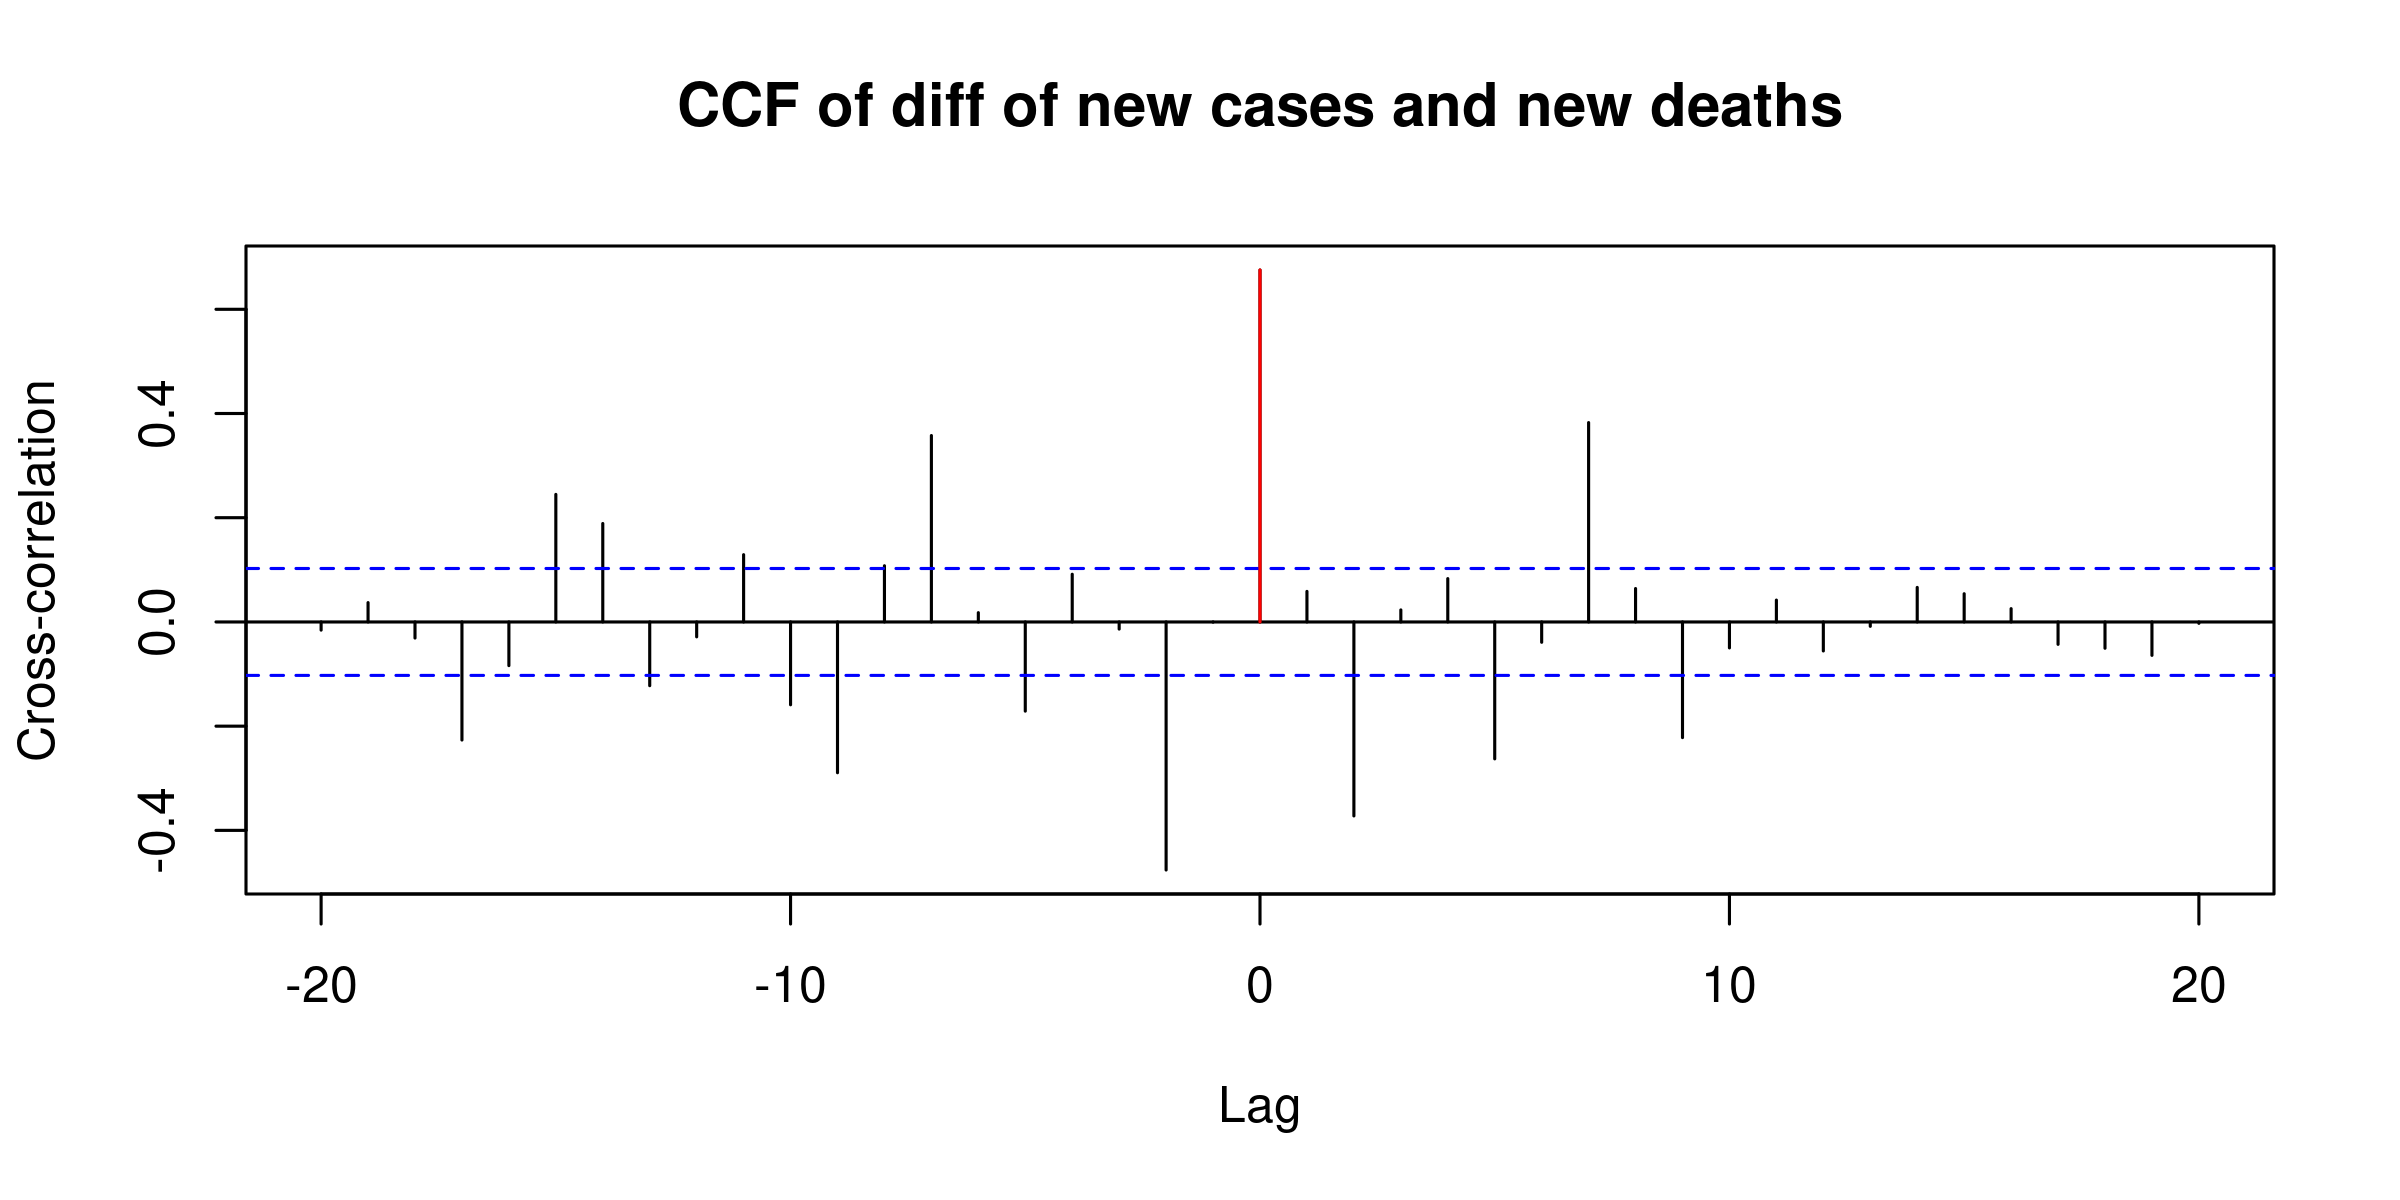 CCF of diff of new cases and new deaths
Cross-correlation
0.4
0.0
-0.4
-20 -10 0 10 20
Lag